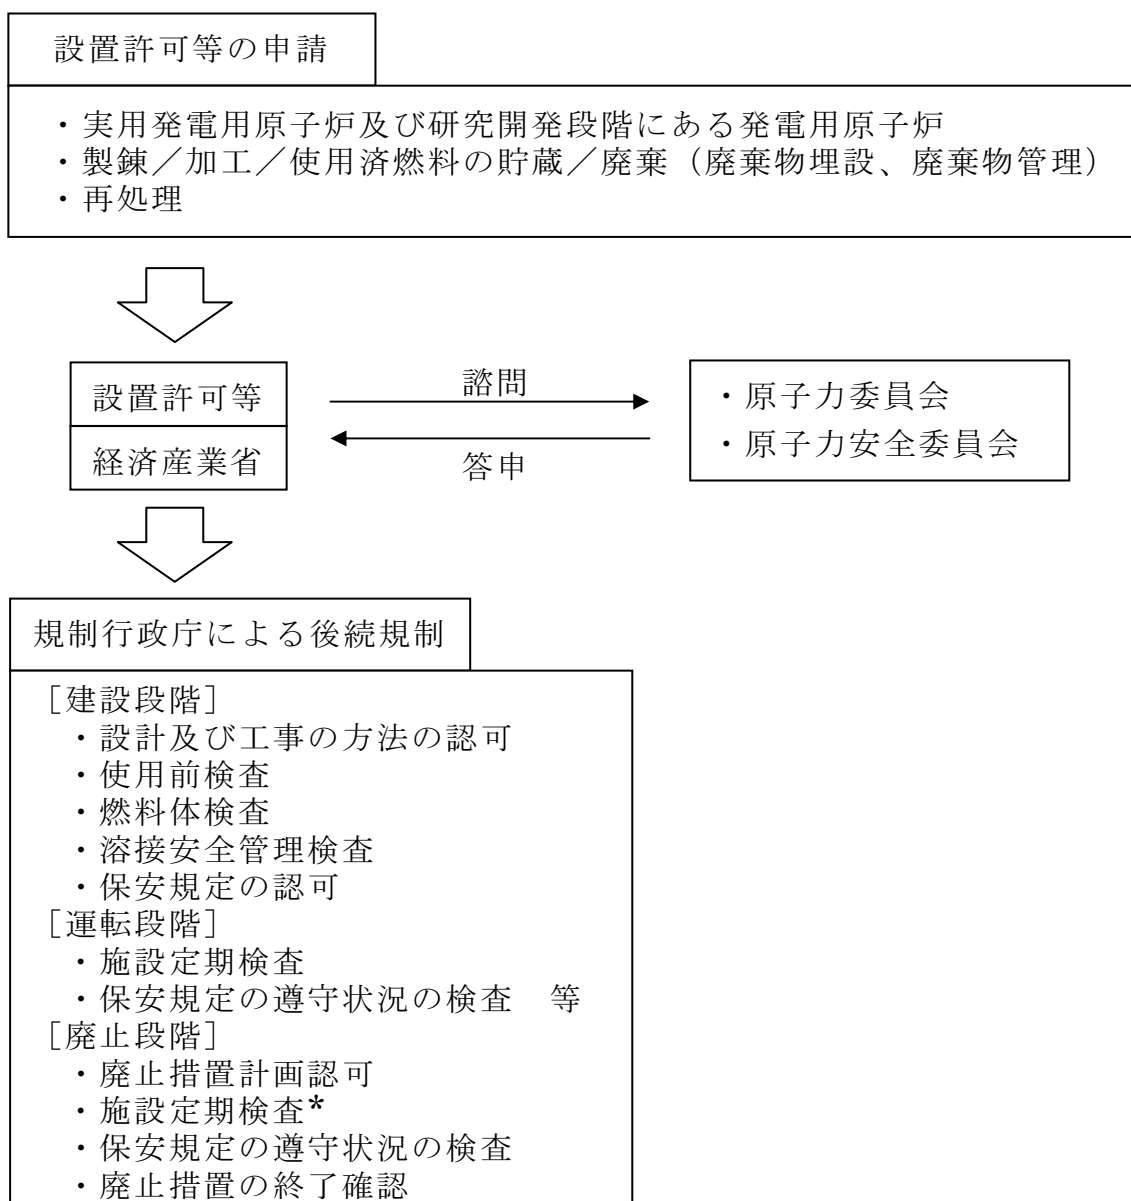 設置許可等の申請
・実用発電用原子炉及び研究開発段階にある発電用原子炉
・製錬／加工／使用済燃料の貯蔵／廃棄（廃棄物埋設、廃棄物管理）
・再処理
設置許可等
経済産業省
諮問
答申
・原子力委員会
・原子力安全委員会
規制行政庁による後続規制
［建設段階］
・設計及び工事の方法の認可
・使用前検査
・燃料体検査
・溶接安全管理検査
・保安規定の認可
［運転段階］
・施設定期検査
・保安規定の遵守状況の検査　等
［廃止段階］
・廃止措置計画認可
・施設定期検査*
・保安規定の遵守状況の検査
・廃止措置の終了確認